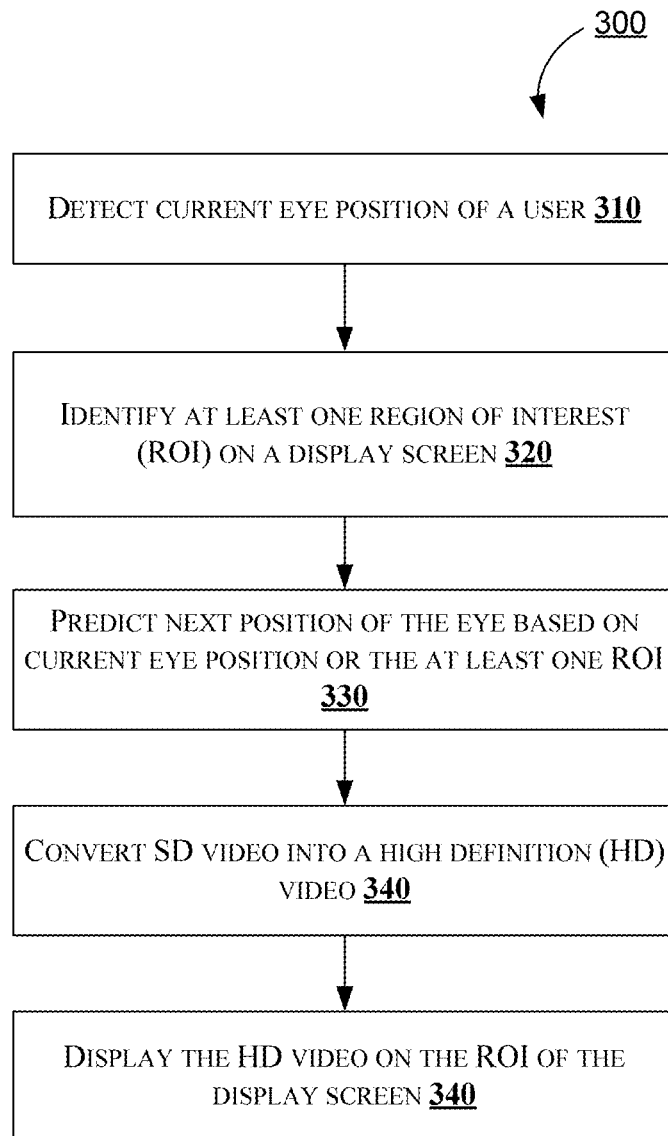 300
DETECT CURRENT EYE POSITION OF A USER 310
IDENTIFY AT LEAST ONE REGION OF INTEREST
(ROI) ON A DISPLAY SCREEN 320
PREDICT NEXT POSITION OF THE EYE BASED ON
CURRENT EYE POSITION OR THE AT LEAST ONE ROI
330
CONVERT SD VIDEO INTO A HIGH DEFINITION (HD)
VIDEO 340
DISPLAY THE HD VIDEO ON THE ROI OF THE
DISPLAY SCREEN 340